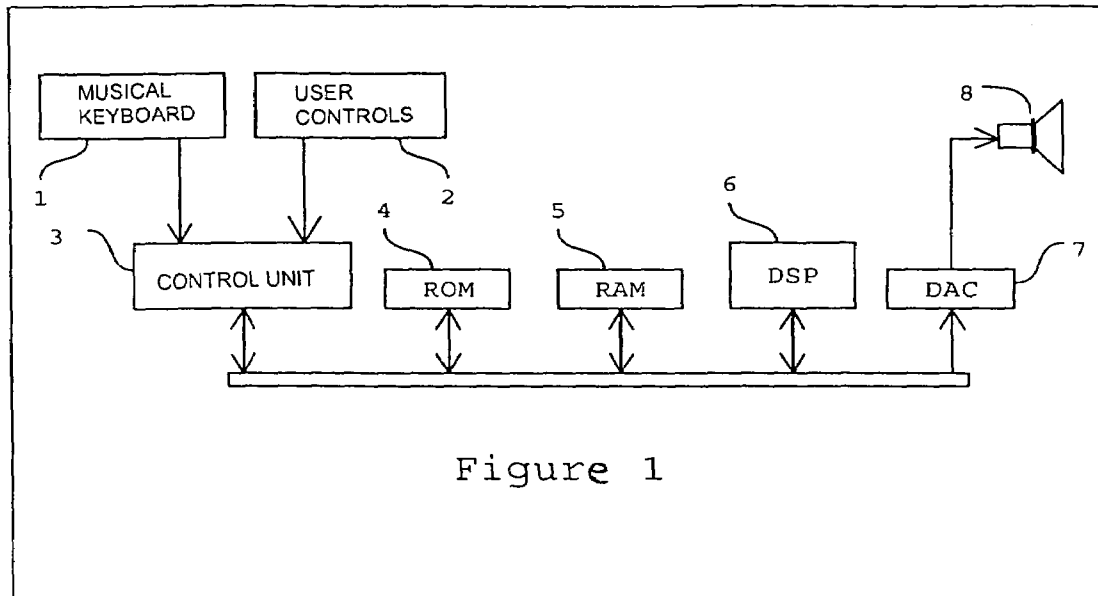 MUSICAL
KEYBOARD
USER
CONTROLS
8
1
2
6
3
4
5
7
CONTROL UNIT
ROM
RAM
DSP
DAC
Figure 1